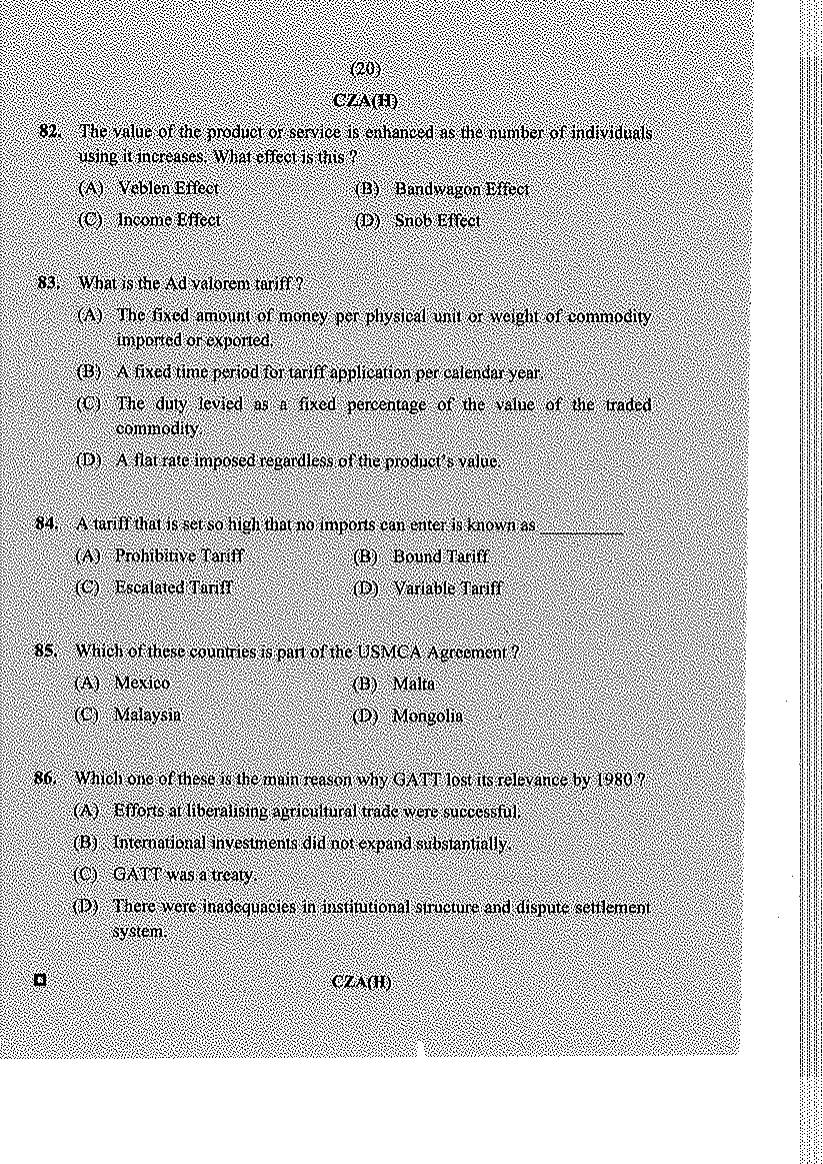 (20)
CZA(H)
82. The value of the product or service is enhanced as the number of individuals
using it increases. What effect is this ?
(A) Veblen Effect (B) Bandwagon Effect
(C) Income Effect (D) Snob Effect
83. What is the Ad valorem tariff ?
(A) The fixed amount of money per physical unit or weight of commodity
imported or exported.
(B) A fixed time period for tariff application per calendar year.
(C) The duty levied as a fixed percentage of the value of the traded
commodity.
(D) A flat rate imposed regardless of the product's value.
84. A tariff that is set so high that no imports can enter is known as __________
(A) Prohibitive Tariff (B) Bound Tariff
(C) Escalated Tariff (D) Variable Tariff
85. Which of these countries is part of the USMCA Agreement ?
(A) Mexico (B) Malta
(C) Malaysia (D) Mongolia
86. Which one of these is the main reason why GATT lost its relevance by 1980 ?
(A) Efforts at liberalising agricultural trade were successful.
(B) International investments did not expand substantially.
(C) GATT was a treaty.
(D) There were inadequacies in institutional structure and dispute settlement
system.
CZA(H)